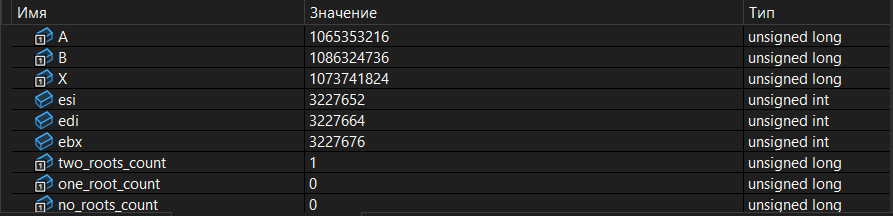 Имя Значение Тип
A 1065353216 unsigned long
B 1086324736 unsigned long
X 1073741824 unsigned long
esi 3227652 unsigned int
edi 3227664 unsigned int
ebx 3227676 unsigned int
two_roots_count 1 unsigned long
one_root_count 0 unsigned long
no_roots_count 0 unsigned long